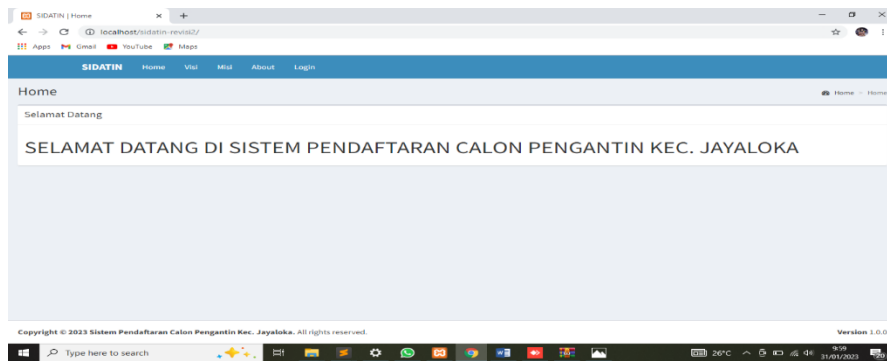 SIDATIN | Home
localhost/sidatin-revisi2/
Apps Gmail YouTube Maps
SIDATIN Home Visi Misi About Login
Home
Home > Home
Selamat Datang
SELAMAT DATANG DI SISTEM PENDAFTARAN CALON PENGANTIN KEC. JAYALOKA
Copyright © 2023 Sistem Pendaftaran Calon Pengantin Kec. Jayaloka. All rights reserved.
Version 1.0.0
Type here to search
26°C
9:59
31/01/2023